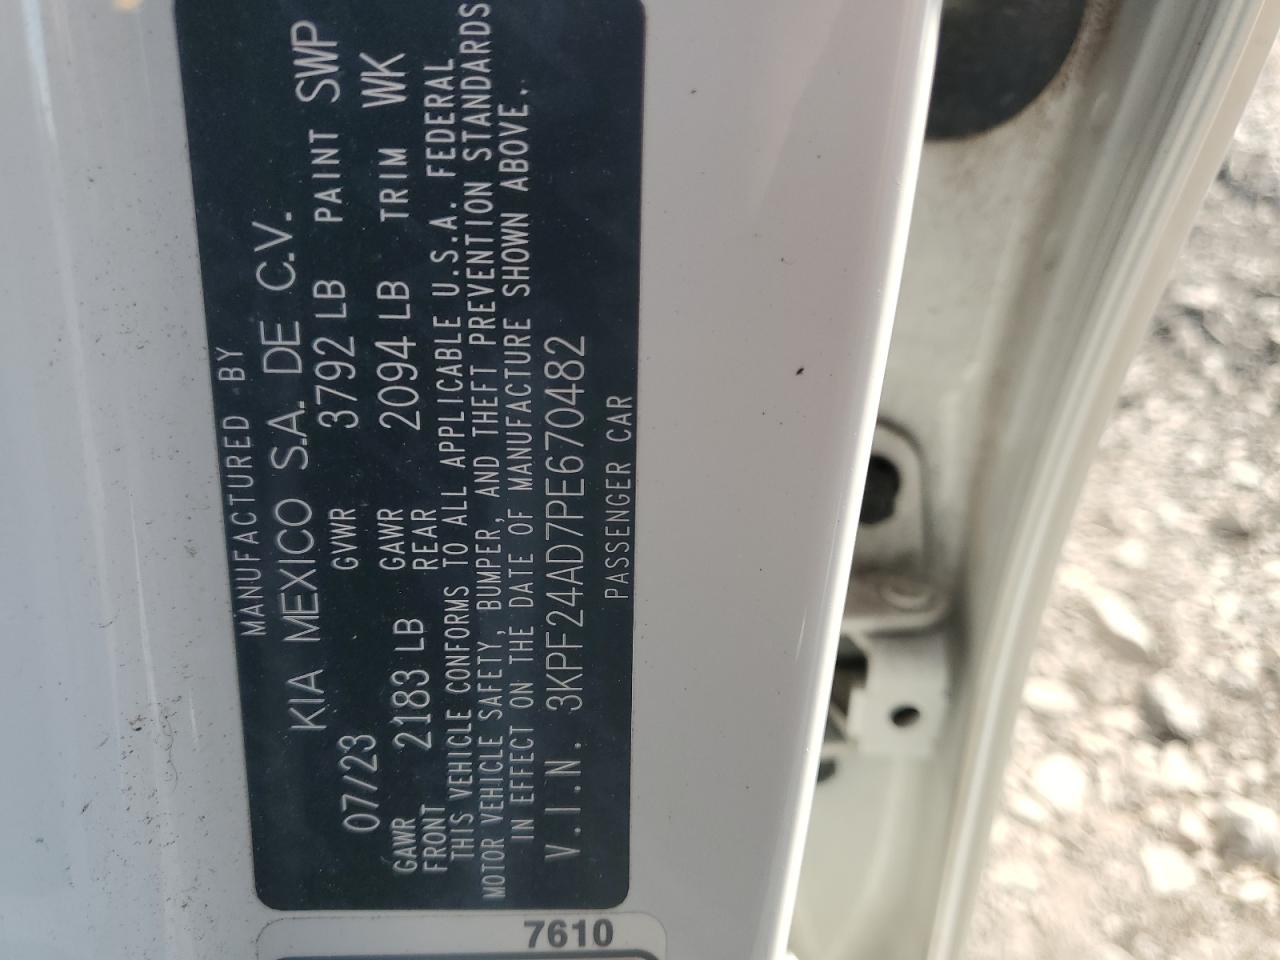 MANUFACTURED BY
KIA MEXICO S.A. DE C.V.
07/23 GVWR 3792 LB PAINT SWP
GAWR FRONT 2183 LB GAWR REAR 2094 LB TRIM WK
THIS VEHICLE CONFORMS TO ALL APPLICABLE U.S.A. FEDERAL
MOTOR VEHICLE SAFETY, BUMPER, AND THEFT PREVENTION STANDARDS
IN EFFECT ON THE DATE OF MANUFACTURE SHOWN ABOVE.
V.I.N. 3KPF24AD7PE670482
PASSENGER CAR
7610